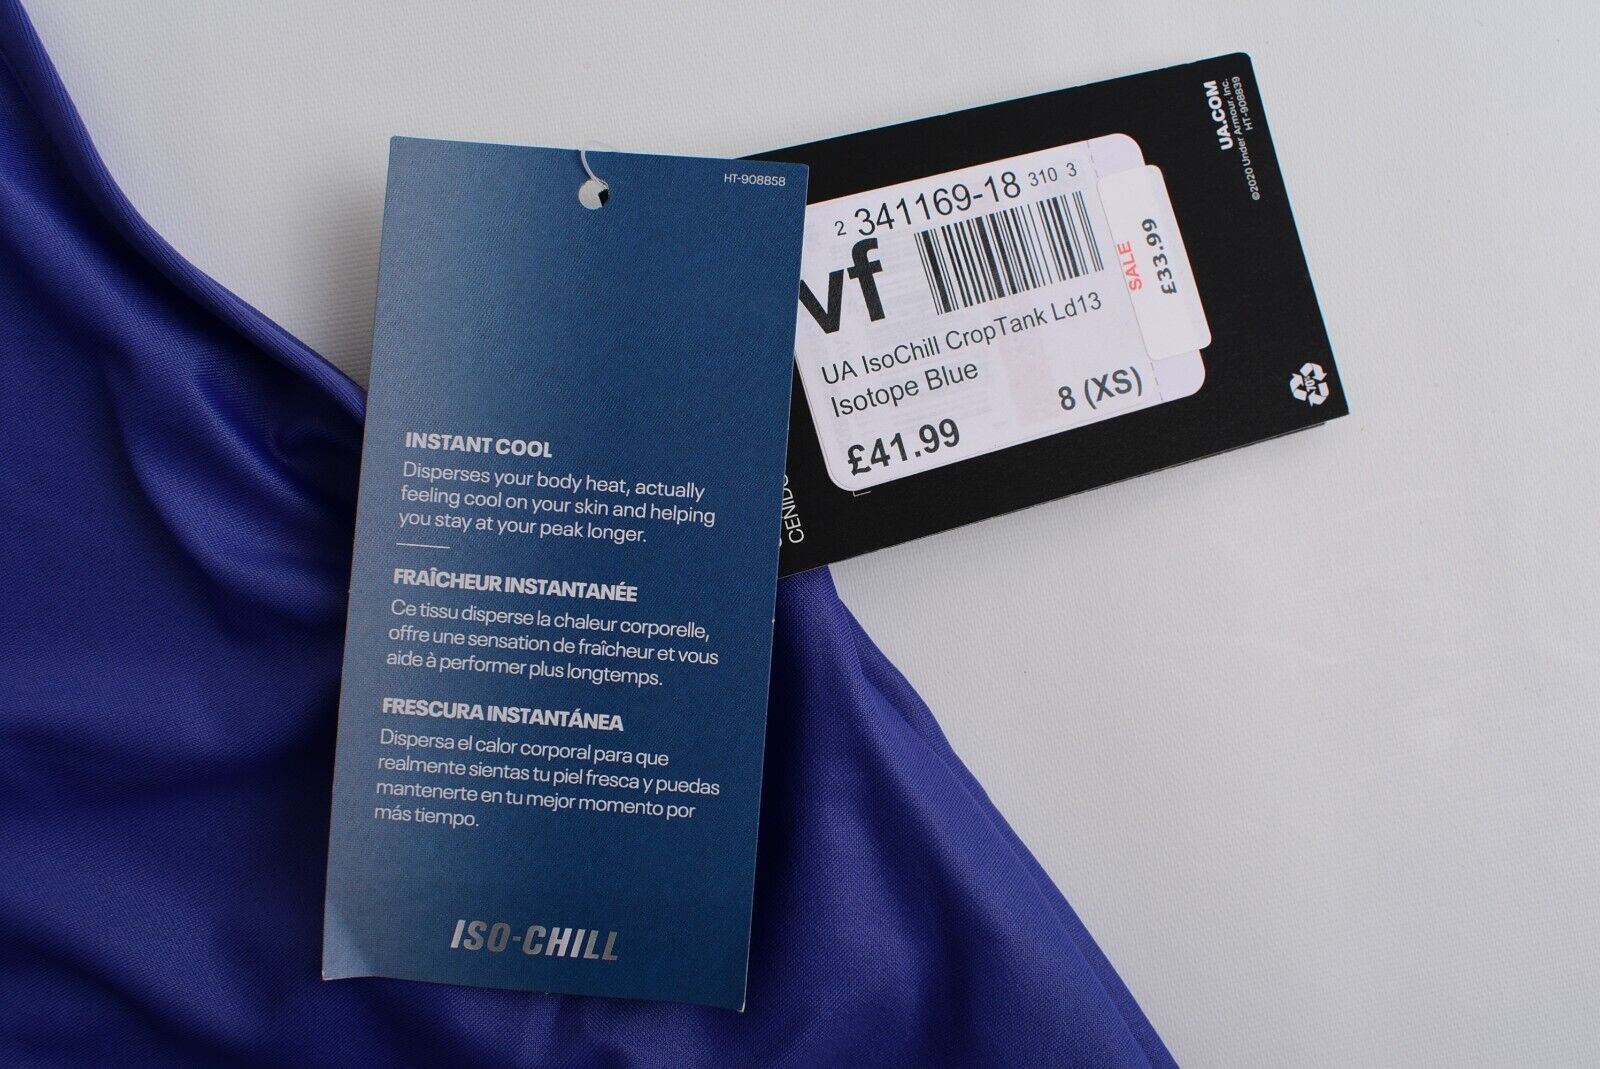 HT-908858
INSTANT COOL
Disperses your body heat, actually
feeling cool on your skin and helping
you stay at your peak longer.
FRAÎCHEUR INSTANTANÉE
Ce tissu disperse la chaleur corporelle,
offre une sensation de fraîcheur et vous
aide à performer plus longtemps.
FRESCURA INSTANTÁNEA
Dispersa el calor corporal para que
realmente sientas tu piel fresca y puedas
mantenerte en tu mejor momento por
más tiempo.
ISO-CHILL
2 341169-18 310 3
vf
UA IsoChill CropTank Ld13
Isotope Blue
8 (XS)
£41.99
SALE
£33.99
UA.COM
©2020 Under Armour, Inc.
HT-908839